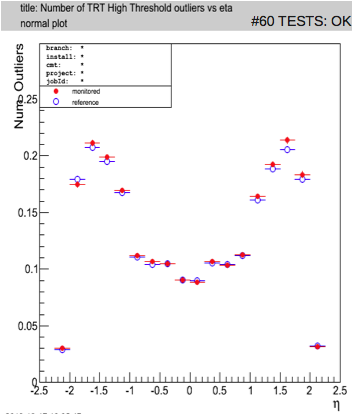 title: Number of TRT High Threshold outliers vs eta
normal plot
#60 TESTS: OK
branch: *
install: *
cmt: *
project: *
jobId: *
monitored
reference
Num. Outliers
0.25
0.2
0.15
0.1
0.05
0
-2.5 -2 -1.5 -1 -0.5 0 0.5 1 1.5 2 2.5
η